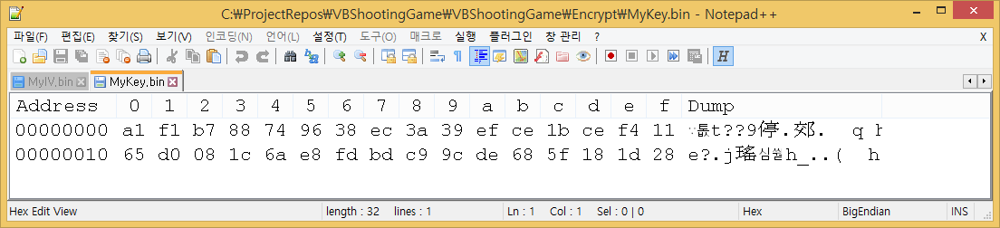 C:₩ProjectRepos₩VBShootingGame₩VBShootingGame₩Encrypt₩MyKey.bin - Notepad++
파일(F) 편집(E) 찾기(S) 보기(V) 인코딩(N) 언어(L) 설정(T) 도구(O) 매크로 실행 플러그인 창 관리 ? X
MyIV.bin MyKey.bin
Address 0 1 2 3 4 5 6 7 8 9 a b c d e f Dump
00000000 a1 f1 b7 88 74 96 38 ec 3a 39 ef ce 1b ce f4 11 t??9停.郊. q h
00000010 65 d0 08 1c 6a e8 fd bd c9 9c de 68 5f 18 1d 28 e?.j瑤심쒊h_..( h
Hex Edit View length : 32 lines : 1 Ln : 1 Col : 1 Sel : 0 | 0 Hex BigEndian INS